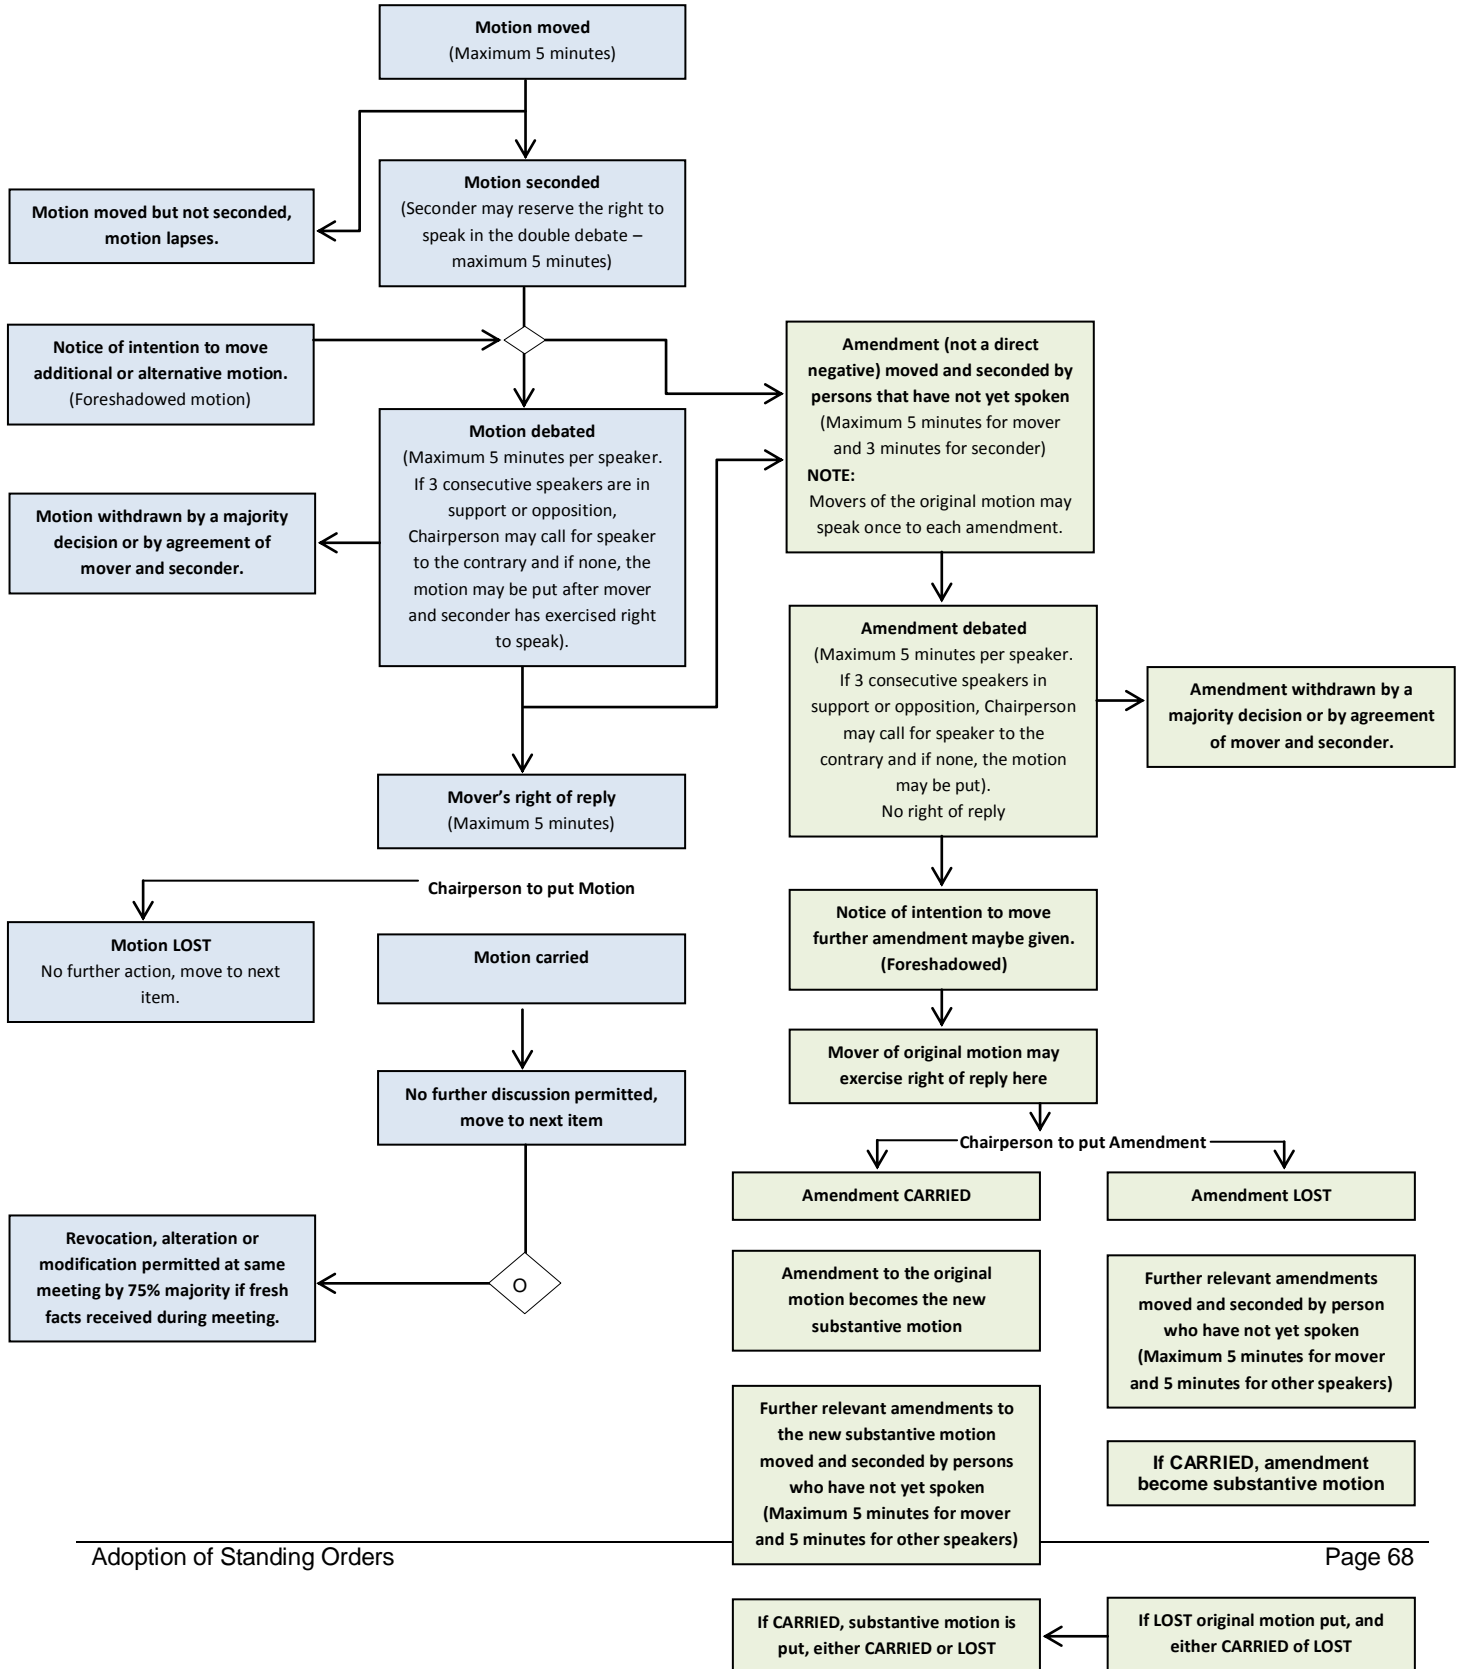 Motion moved
(Maximum 5 minutes)
Motion seconded
(Seconder may reserve the right to
speak in the double debate –
maximum 5 minutes)
Motion moved but not seconded,
motion lapses.
Notice of intention to move
additional or alternative motion.
(Foreshadowed motion)
Motion debated
(Maximum 5 minutes per speaker.
If 3 consecutive speakers are in
support or opposition,
Chairperson may call for speaker
to the contrary and if none, the
motion may be put after mover
and seconder has exercised right
to speak).
Motion withdrawn by a majority
decision or by agreement of
mover and seconder.
Mover’s right of reply
(Maximum 5 minutes)
Chairperson to put Motion
Motion LOST
No further action, move to next
item.
Motion carried
No further discussion permitted,
move to next item
O
Revocation, alteration or
modification permitted at same
meeting by 75% majority if fresh
facts received during meeting.
Amendment (not a direct
negative) moved and seconded by
persons that have not yet spoken
(Maximum 5 minutes for mover
and 3 minutes for seconder)
NOTE:
Movers of the original motion may
speak once to each amendment.
Amendment debated
(Maximum 5 minutes per speaker.
If 3 consecutive speakers in
support or opposition, Chairperson
may call for speaker to the
contrary and if none, the motion
may be put).
No right of reply
Amendment withdrawn by a
majority decision or by agreement
of mover and seconder.
Notice of intention to move
further amendment maybe given.
(Foreshadowed)
Mover of original motion may
exercise right of reply here
Chairperson to put Amendment
Amendment CARRIED
Amendment to the original
motion becomes the new
substantive motion
Further relevant amendments to
the new substantive motion
moved and seconded by persons
who have not yet spoken
(Maximum 5 minutes for mover
and 5 minutes for other speakers)
Amendment LOST
Further relevant amendments
moved and seconded by person
who have not yet spoken
(Maximum 5 minutes for mover
and 5 minutes for other speakers)
If CARRIED, amendment
become substantive motion
Adoption of Standing Orders
Page 68
If CARRIED, substantive motion is
put, either CARRIED or LOST
If LOST original motion put, and
either CARRIED of LOST